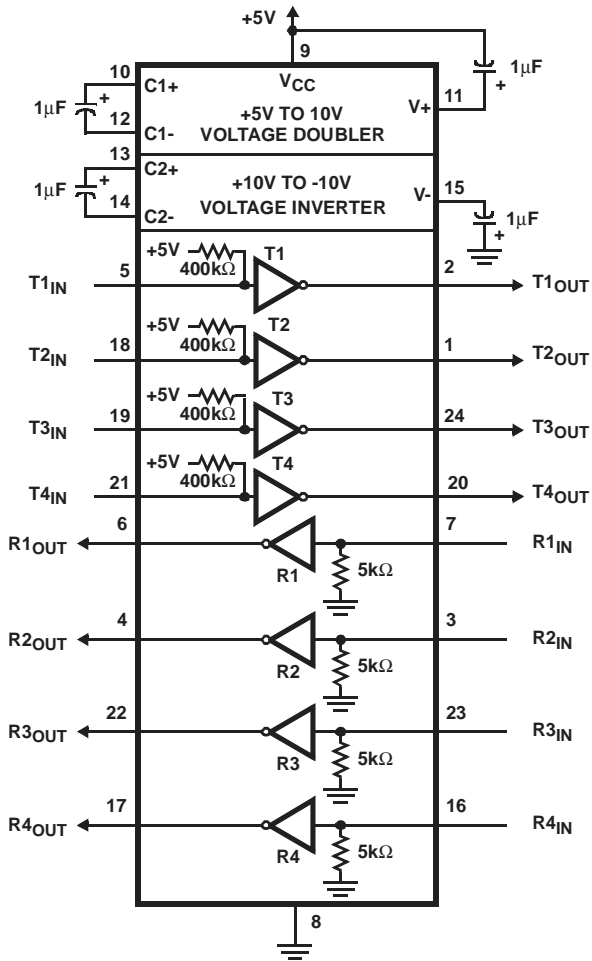 +5V
9
10
C1+
VCC
1μF
+
1μF
+
11
V+
+5V TO 10V
VOLTAGE DOUBLER
12
C1-
13
C2+
1μF
+
+10V TO -10V
VOLTAGE INVERTER
V-
15
14
C2-
1μF
+
+5V
400kΩ
T1
T1IN
5
2
T1OUT
+5V
400kΩ
T2
T2IN
18
1
T2OUT
+5V
400kΩ
T3
T3IN
19
24
T3OUT
+5V
400kΩ
T4
T4IN
21
20
T4OUT
R1OUT
6
7
R1IN
R1
5kΩ
R2OUT
4
3
R2IN
R2
5kΩ
R3OUT
22
23
R3IN
R3
5kΩ
R4OUT
17
16
R4IN
R4
5kΩ
8